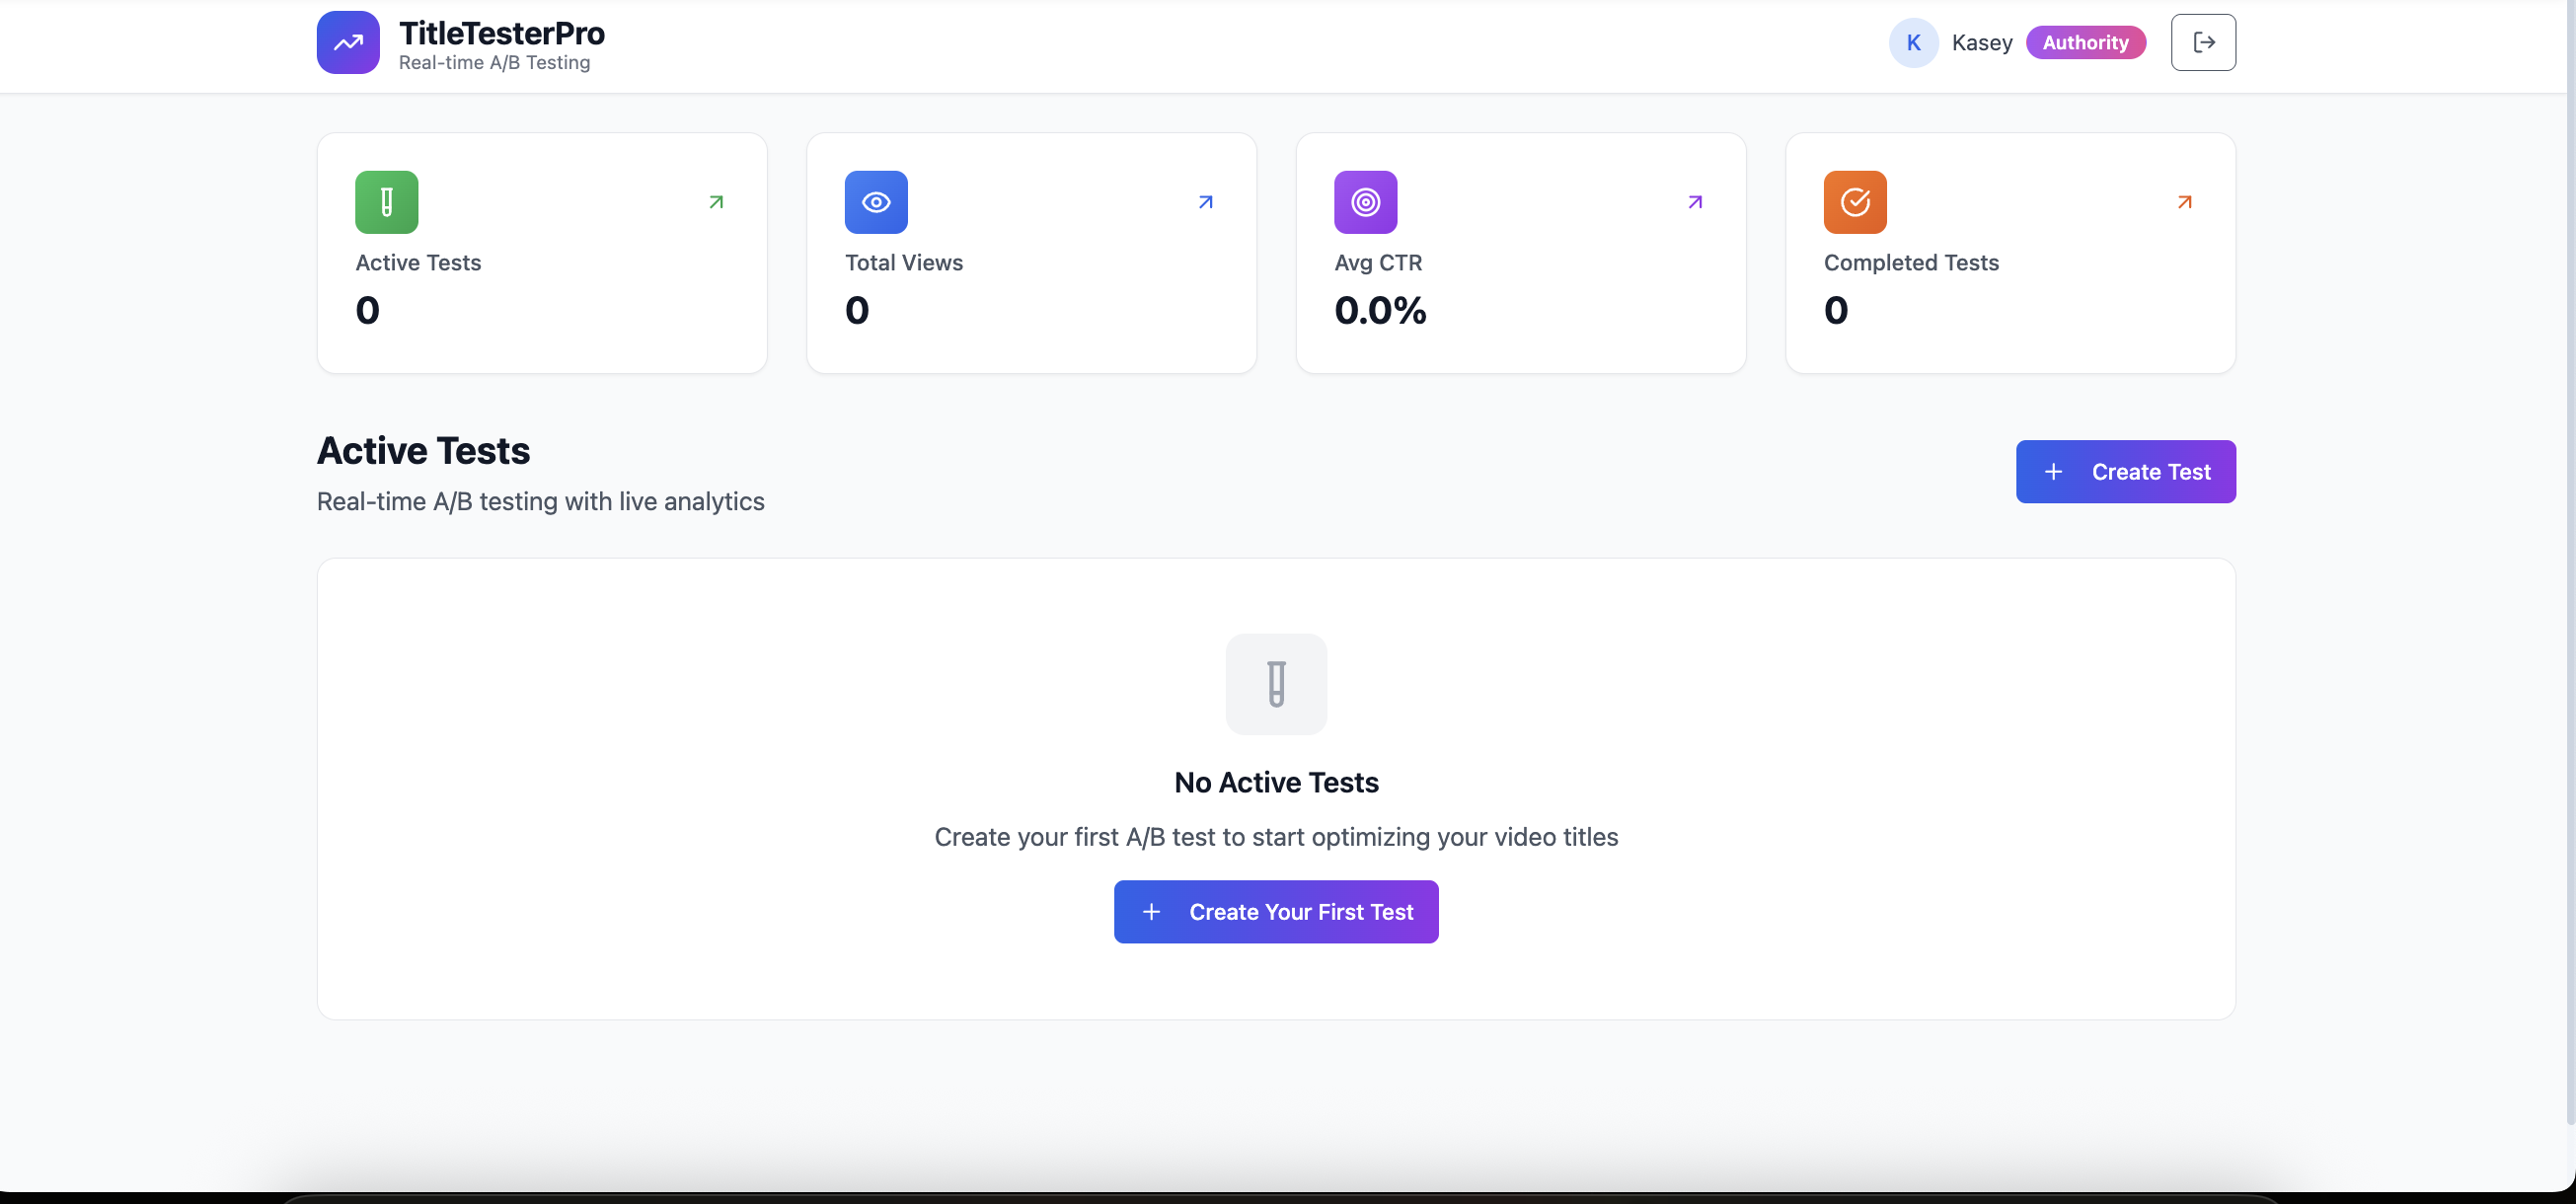 TitleTesterPro
Real-time A/B Testing
K Kasey Authority
Active Tests
0
Total Views
0
Avg CTR
0.0%
Completed Tests
0
Active Tests
Real-time A/B testing with live analytics
+ Create Test
No Active Tests
Create your first A/B test to start optimizing your video titles
+ Create Your First Test